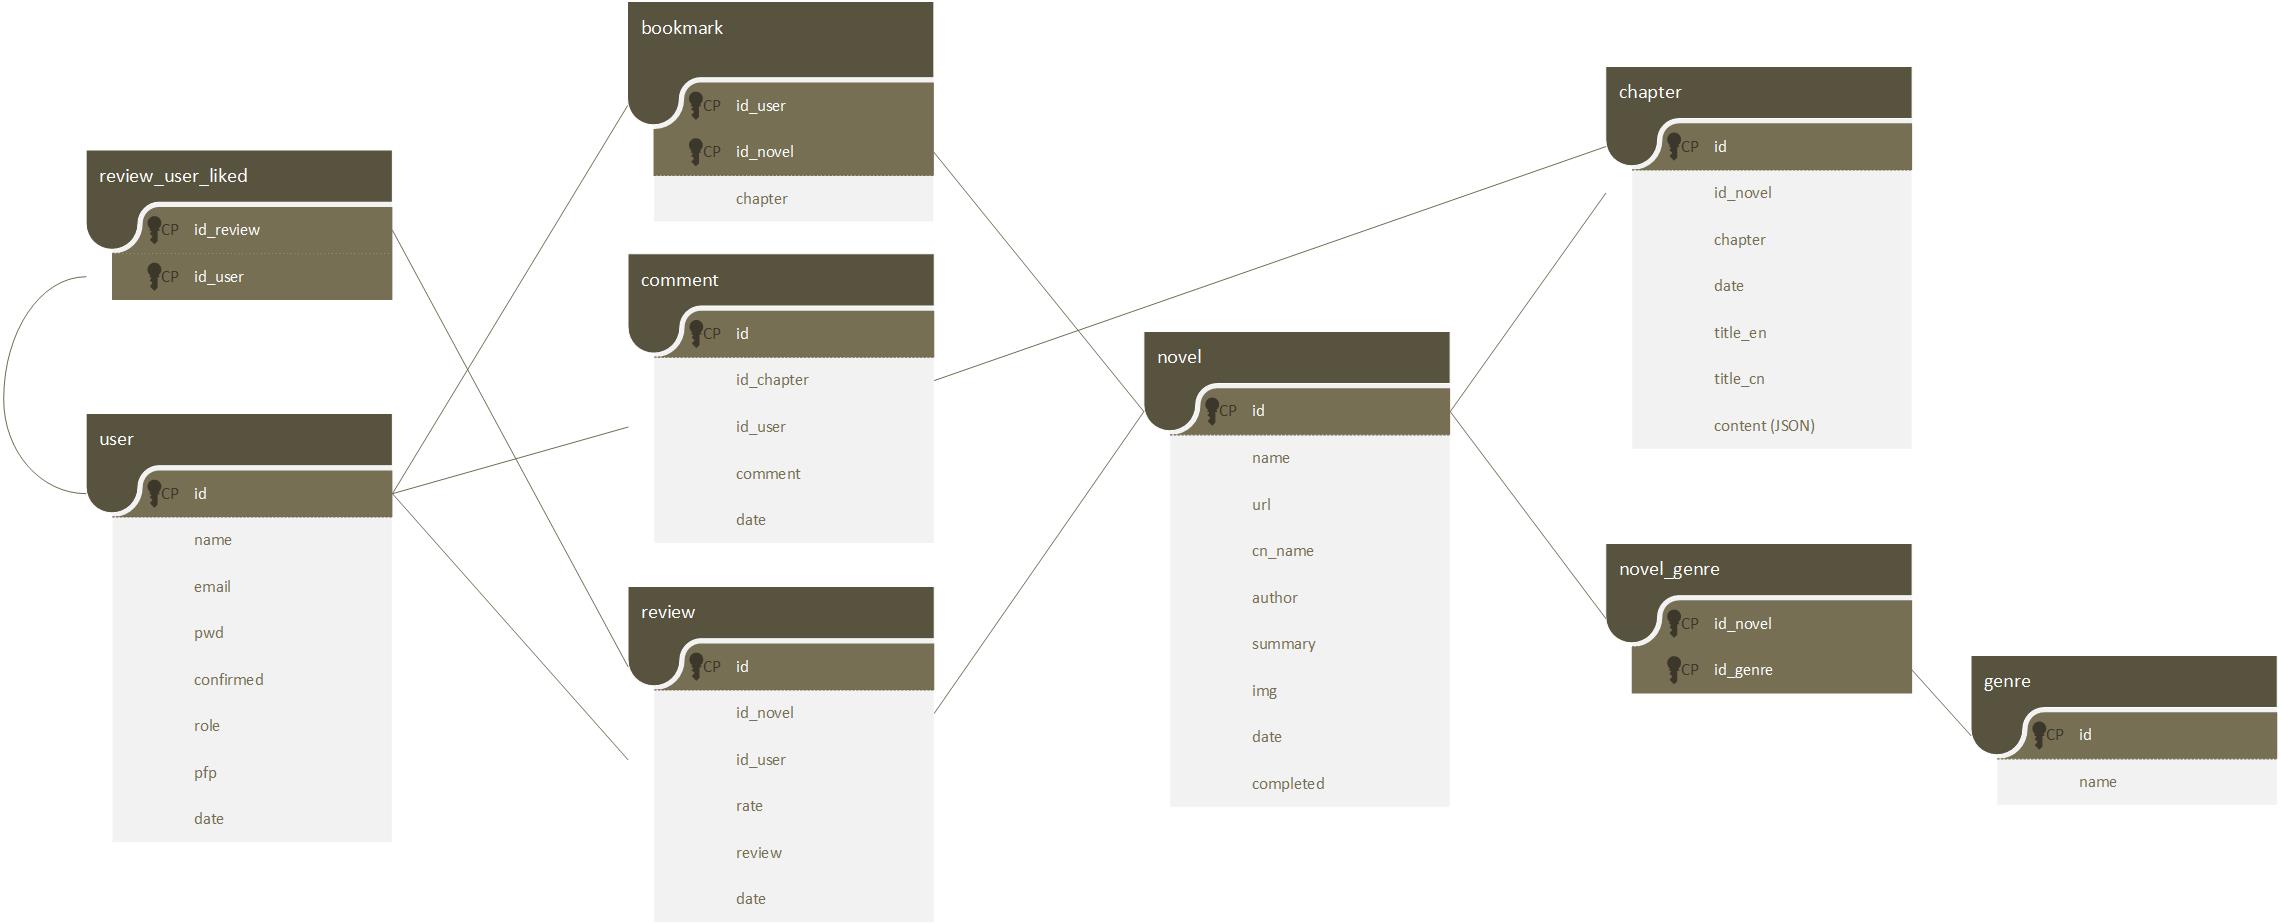 bookmark
CP id_user
CP id_novel
chapter
chapter
CP id
id_novel
chapter
date
title_en
title_cn
content (JSON)
review_user_liked
CP id_review
CP id_user
comment
CP id
id_chapter
id_user
comment
date
novel
CP id
name
url
cn_name
author
summary
img
date
completed
user
CP id
name
email
pwd
confirmed
role
pfp
date
review
CP id
id_novel
id_user
rate
review
date
novel_genre
CP id_novel
CP id_genre
genre
CP id
name